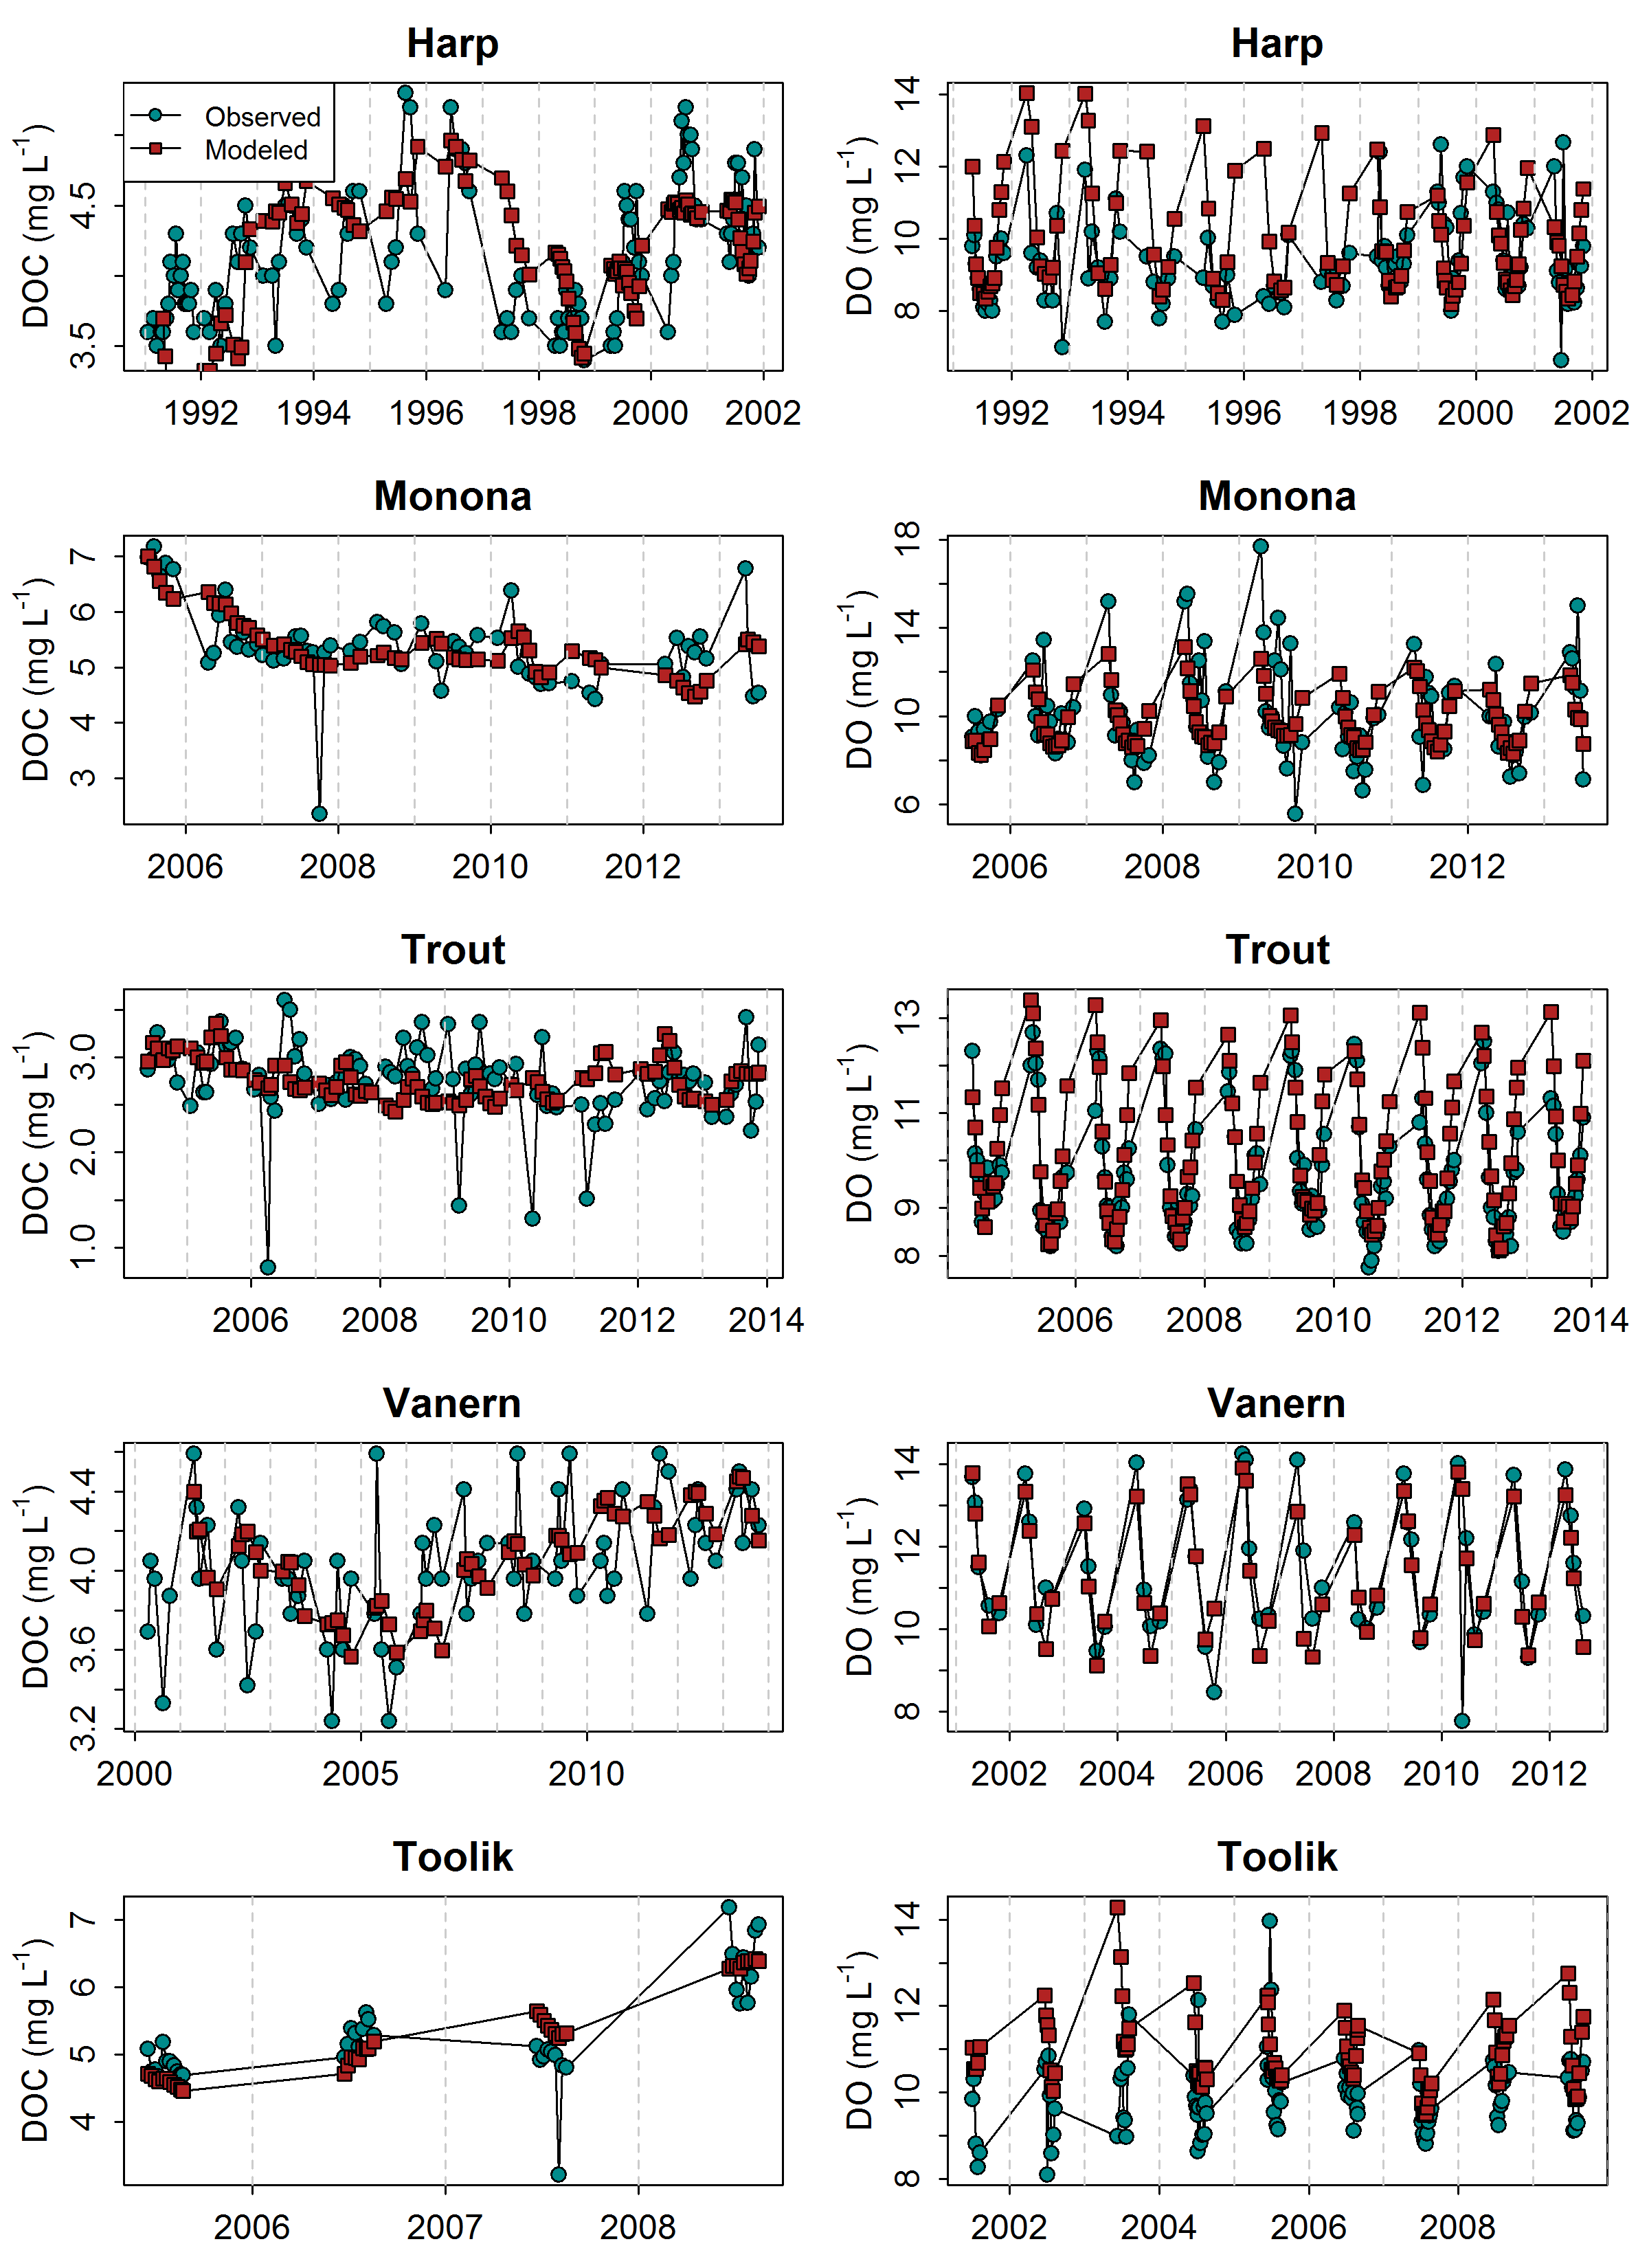 Harp
Harp
Observed
Modeled
DOC (mg L-1)
3.5 4.5
1992 1994 1996 1998 2000 2002
DO (mg L-1)
8 10 12 14
1992 1994 1996 1998 2000 2002
Monona
Monona
DOC (mg L-1)
3 4 5 6 7
2006 2008 2010 2012
DO (mg L-1)
6 10 14 18
2006 2008 2010 2012
Trout
Trout
DOC (mg L-1)
1.0 2.0 3.0
2006 2008 2010 2012 2014
DO (mg L-1)
8 9 11 13
2006 2008 2010 2012 2014
Vanern
Vanern
DOC (mg L-1)
3.2 3.6 4.0 4.4
2000 2005 2010
DO (mg L-1)
8 10 12 14
2002 2004 2006 2008 2010 2012
Toolik
Toolik
DOC (mg L-1)
4 5 6 7
2006 2007 2008
DO (mg L-1)
8 10 12 14
2002 2004 2006 2008